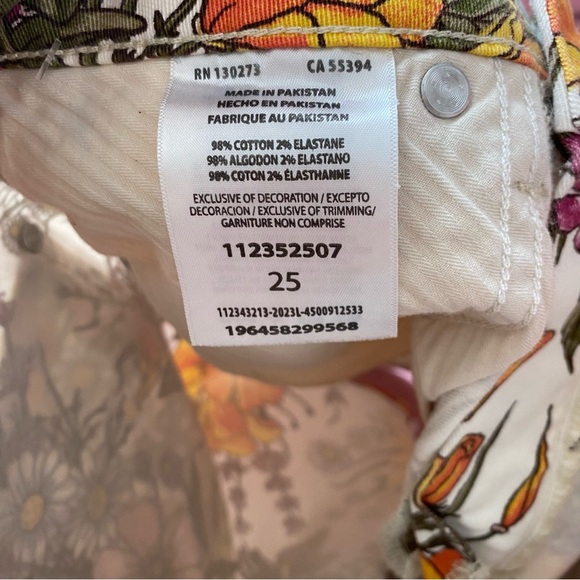 RN 130273 CA 55394
MADE IN PAKISTAN
HECHO EN PAKISTAN
FABRIQUE AU PAKISTAN
98% COTTON 2% ELASTANE
98% ALGODON 2% ELASTANO
98% COTON 2% ÉLASTHANNE
EXCLUSIVE OF DECORATION / EXCEPTO
DECORACION / EXCLUSIVE OF TRIMMING/
GARNITURE NON COMPRISE
112352507
25
112343213-2023L-4500912533
196458299568